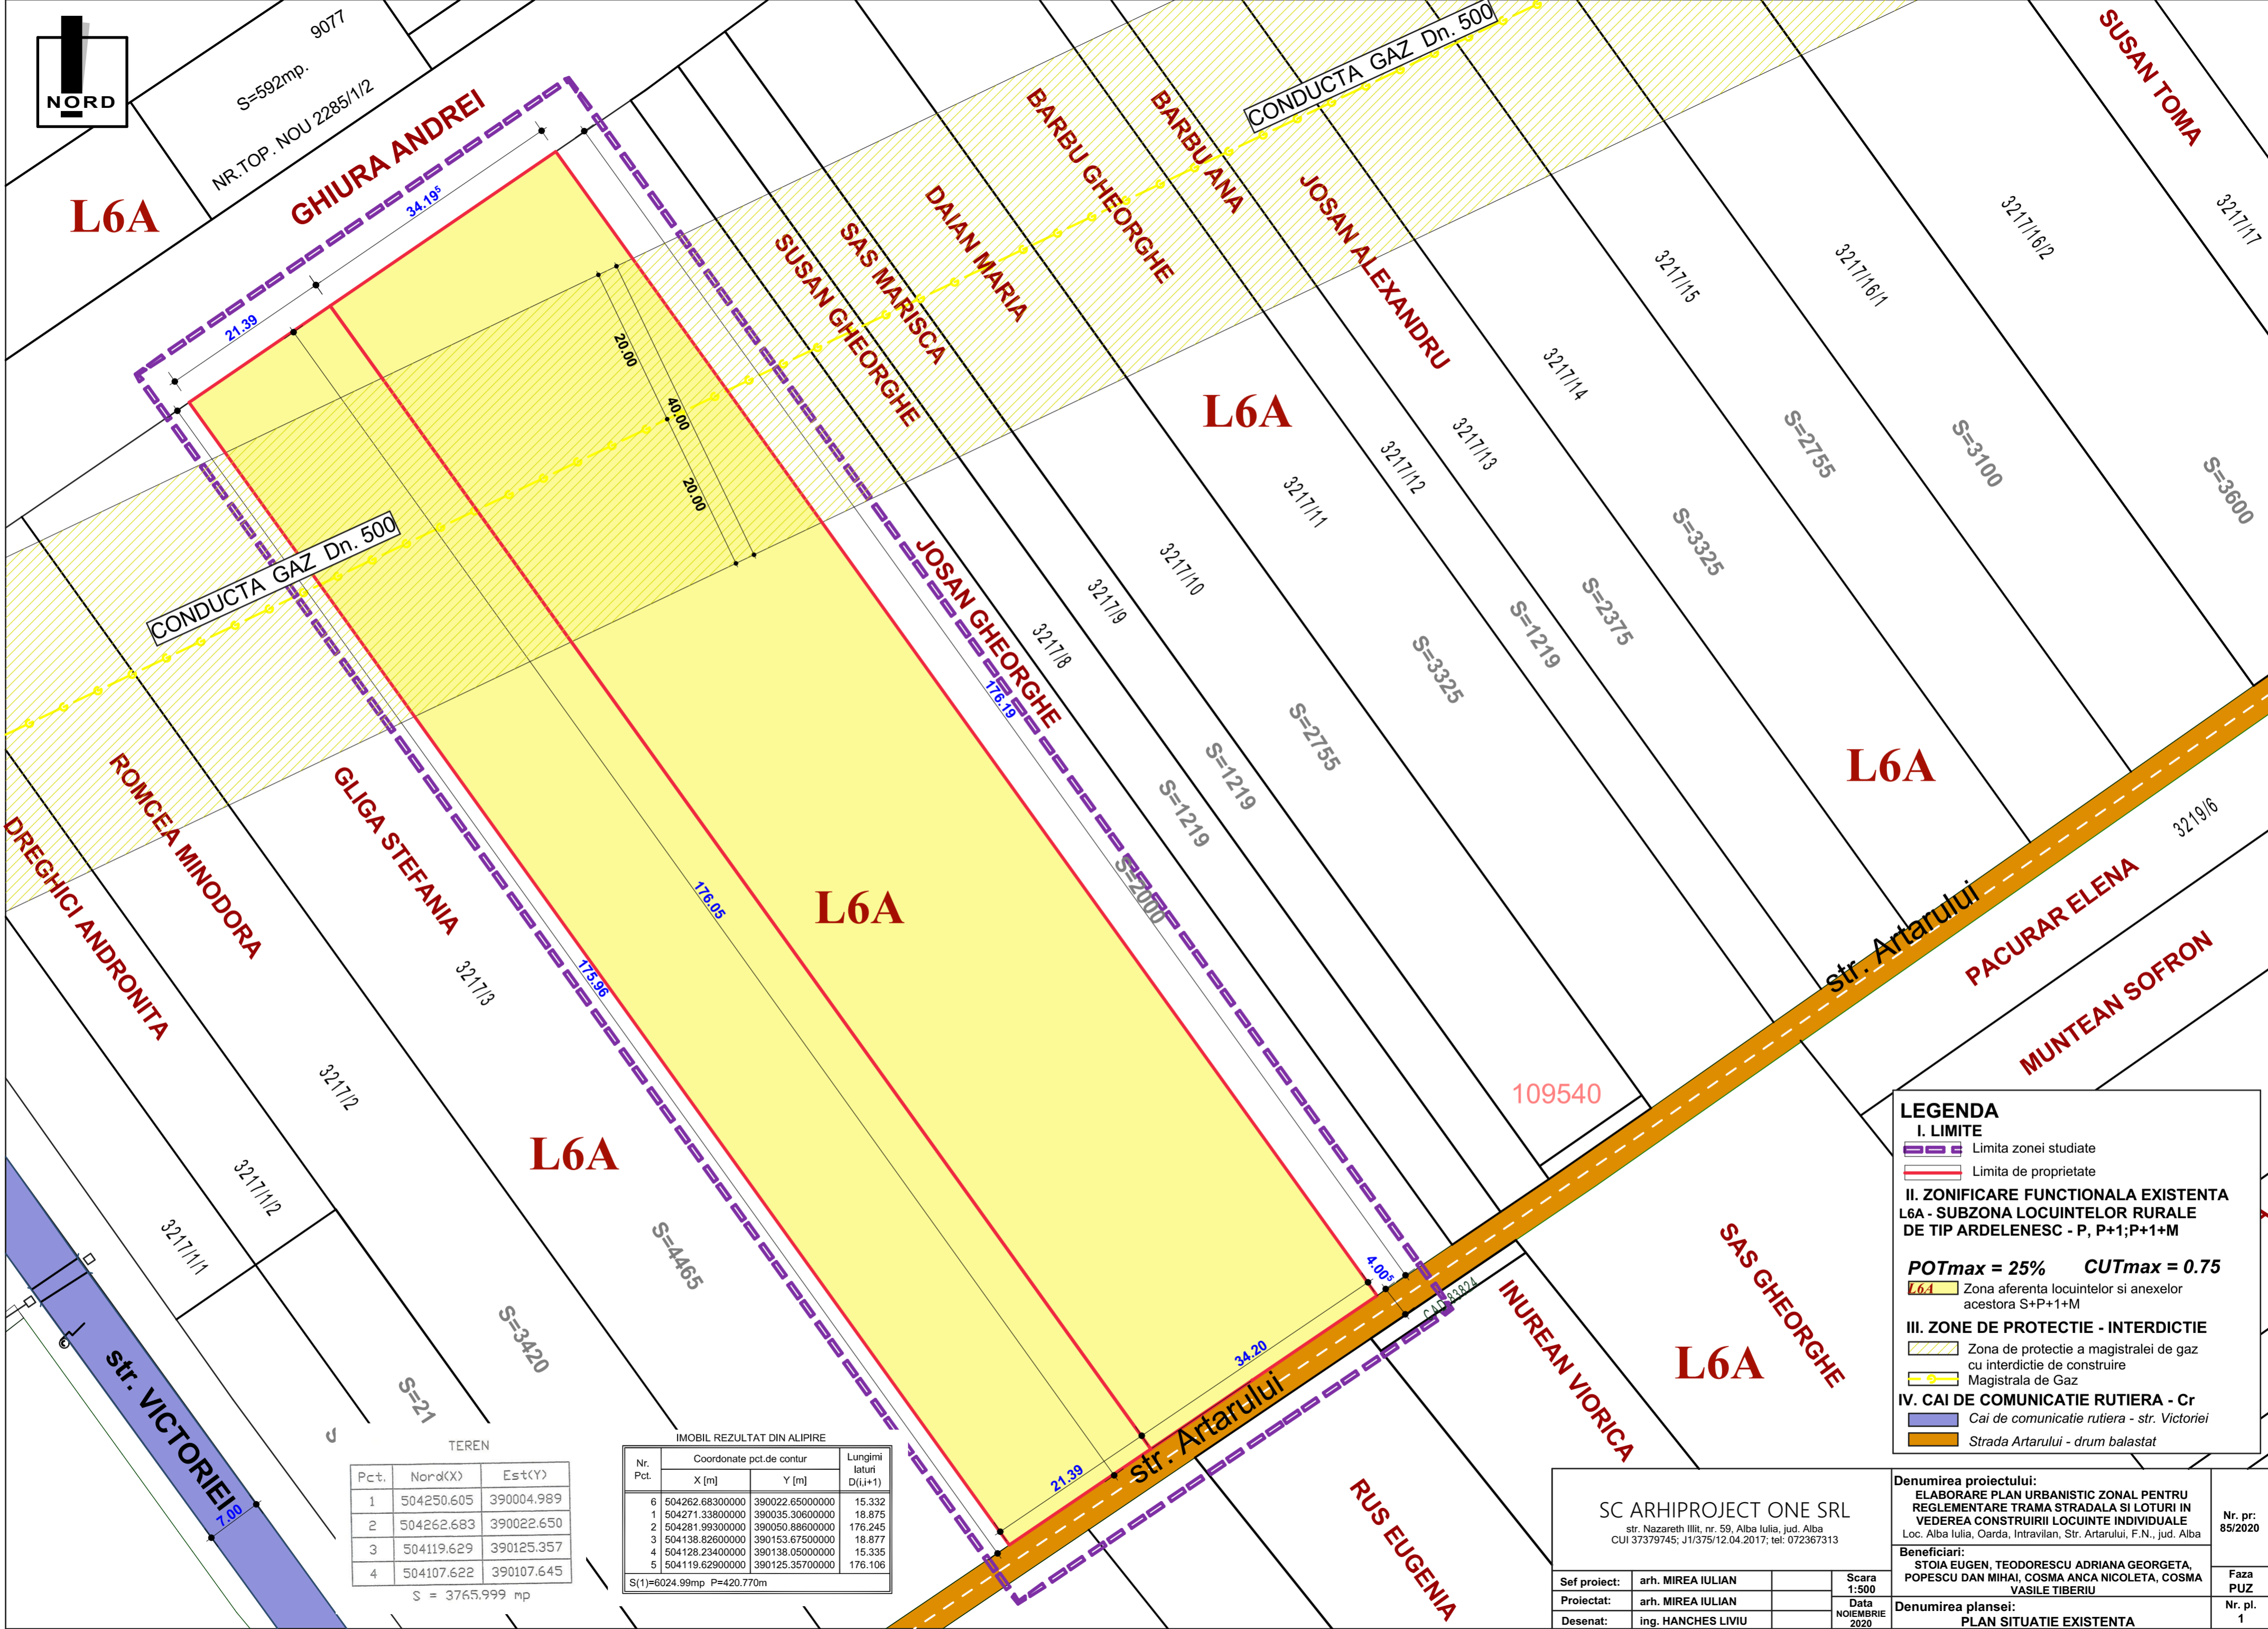 NORD
9077
S=592mp.
NR.TOP. NOU 2285/1/2
GHIURA ANDREI
L6A
34.19⁵
21.39
CONDUCTA GAZ Dn. 500
SUSAN TOMA
BARBU GHEORGHE
BARBU ANA
JOSAN ALEXANDRU
DAIAN MARIA
SAS MARISCA
SUSAN GHEORGHE
JOSAN GHEORGHE
3217/17
3217/16/2
3217/16/1
3217/15
3217/14
3217/13
3217/12
3217/11
3217/10
3217/9
3217/8
L6A
20.00
40.00
20.00
CONDUCTA GAZ Dn. 500
S=3600
S=3100
S=2755
S=3325
S=2375
S=1219
S=3325
S=2755
S=1219
S=1219
S=2000
176.19
176.05
175.96
L6A
L6A
DREGHICI ANDRONITA
ROMCEA MINODORA
GLIGA STEFANIA
3217/3
3217/2
3217/1/2
3217/1/1
L6A
S=4465
S=3420
S=21
str. VICTORIEI
7.00
str. Artarului
3219/6
PACURAR ELENA
MUNTEAN SOFRON
109540
4.00⁵
CAD 83824
34.20
21.39
str. Artarului
INUREAN VIORICA
SAS GHEORGHE
L6A
RUS EUGENIA
TEREN
Pct. Nord(X) Est(Y)
1 504250.605 390004.989
2 504262.683 390022.650
3 504119.629 390125.357
4 504107.622 390107.645
S = 3765.999 mp
IMOBIL REZULTAT DIN ALIPIRE
Nr. Pct. Coordonate pct.de contur Lungimi laturi D(i,i+1)
X [m] Y [m]
6 504262.68300000 390022.65000000 15.332
1 504271.33800000 390035.30600000 18.875
2 504281.99300000 390050.88600000 176.245
3 504138.82600000 390153.67500000 18.877
4 504128.23400000 390138.05000000 15.335
5 504119.62900000 390125.35700000 176.106
S(1)=6024.99mp P=420.770m
LEGENDA
I. LIMITE
Limita zonei studiate
Limita de proprietate
II. ZONIFICARE FUNCTIONALA EXISTENTA
L6A - SUBZONA LOCUINTELOR RURALE
DE TIP ARDELENESC - P, P+1;P+1+M
POTmax = 25% CUTmax = 0.75
L6A Zona aferenta locuintelor si anexelor
acestora S+P+1+M
III. ZONE DE PROTECTIE - INTERDICTIE
Zona de protectie a magistralei de gaz
cu interdictie de construire
Magistrala de Gaz
IV. CAI DE COMUNICATIE RUTIERA - Cr
Cai de comunicatie rutiera - str. Victoriei
Strada Artarului - drum balastat
SC ARHIPROJECT ONE SRL
str. Nazareth Illit, nr. 59, Alba Iulia, jud. Alba
CUI 37379745; J1/375/12.04.2017; tel: 072367313
Sef proiect: arh. MIREA IULIAN
Proiectat: arh. MIREA IULIAN
Desenat: ing. HANCHES LIVIU
Scara
1:500
Data
NOIEMBRIE
2020
Denumirea proiectului:
ELABORARE PLAN URBANISTIC ZONAL PENTRU
REGLEMENTARE TRAMA STRADALA SI LOTURI IN
VEDEREA CONSTRUIRII LOCUINTE INDIVIDUALE
Loc. Alba Iulia, Oarda, Intravilan, Str. Artarului, F.N., jud. Alba
Beneficiari:
STOIA EUGEN, TEODORESCU ADRIANA GEORGETA,
POPESCU DAN MIHAI, COSMA ANCA NICOLETA, COSMA
VASILE TIBERIU
Denumirea plansei:
PLAN SITUATIE EXISTENTA
Nr. pr:
85/2020
Faza
PUZ
Nr. pl.
1